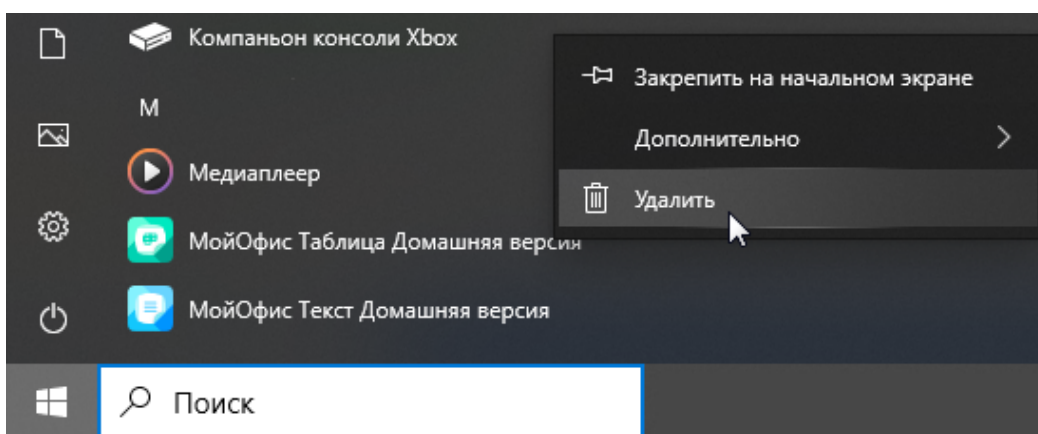 Компаньон консоли Xbox
М
Медиаплеер
МойОфис Таблица Домашняя версия
МойОфис Текст Домашняя версия
Закрепить на начальном экране
Дополнительно
Удалить
Поиск